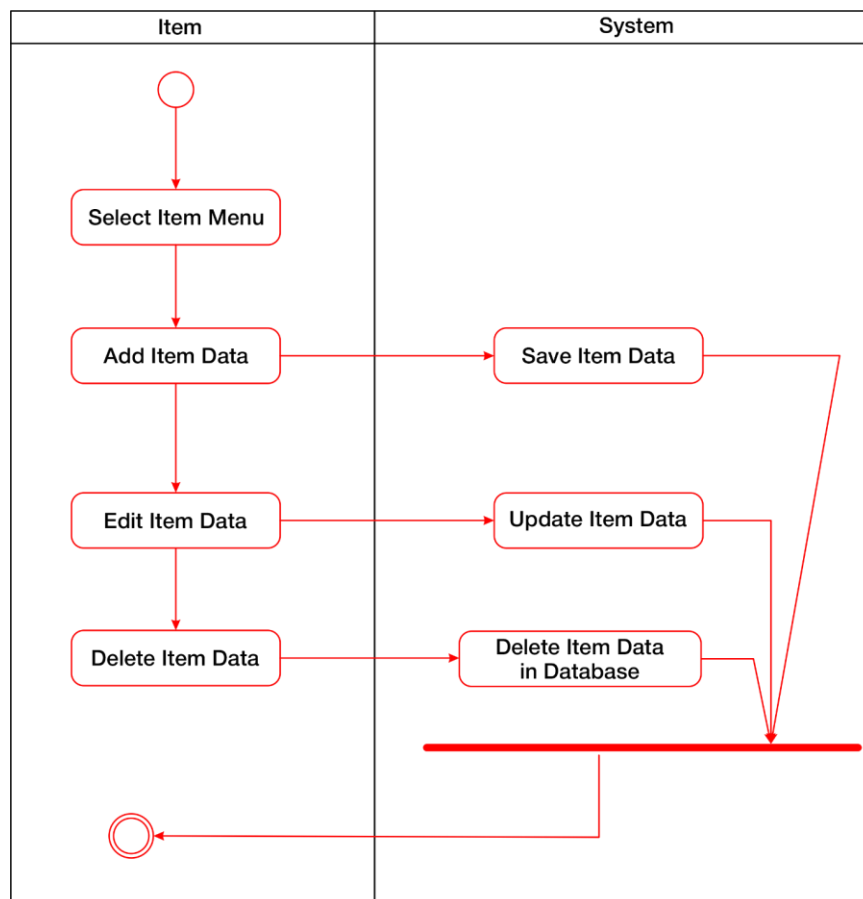 Item
System
Select Item Menu
Add Item Data
Save Item Data
Edit Item Data
Update Item Data
Delete Item Data
Delete Item Data
in Database